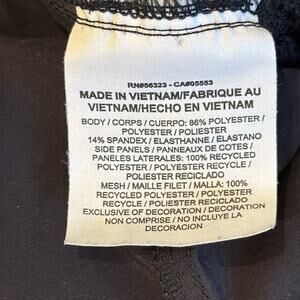 RN#56323 - CA#05553
MADE IN VIETNAM/FABRIQUE AU
VIETNAM/HECHO EN VIETNAM
BODY / CORPS / CUERPO: 86% POLYESTER /
POLYESTER / POLIESTER
14% SPANDEX / ELASTHANNE / ELASTANO
SIDE PANELS / PANNEAUX DE COTES /
PANELES LATERALES: 100% RECYCLED
POLYESTER / POLYESTER RECYCLE /
POLIESTER RECICLADO
MESH / MAILLE FILET / MALLA: 100%
RECYCLED POLYESTER / POLYESTER
RECYCLE / POLIESTER RECICLADO
EXCLUSIVE OF DECORATION / DECORATION
NON COMPRISE / NO INCLUYE LA
DECORACION